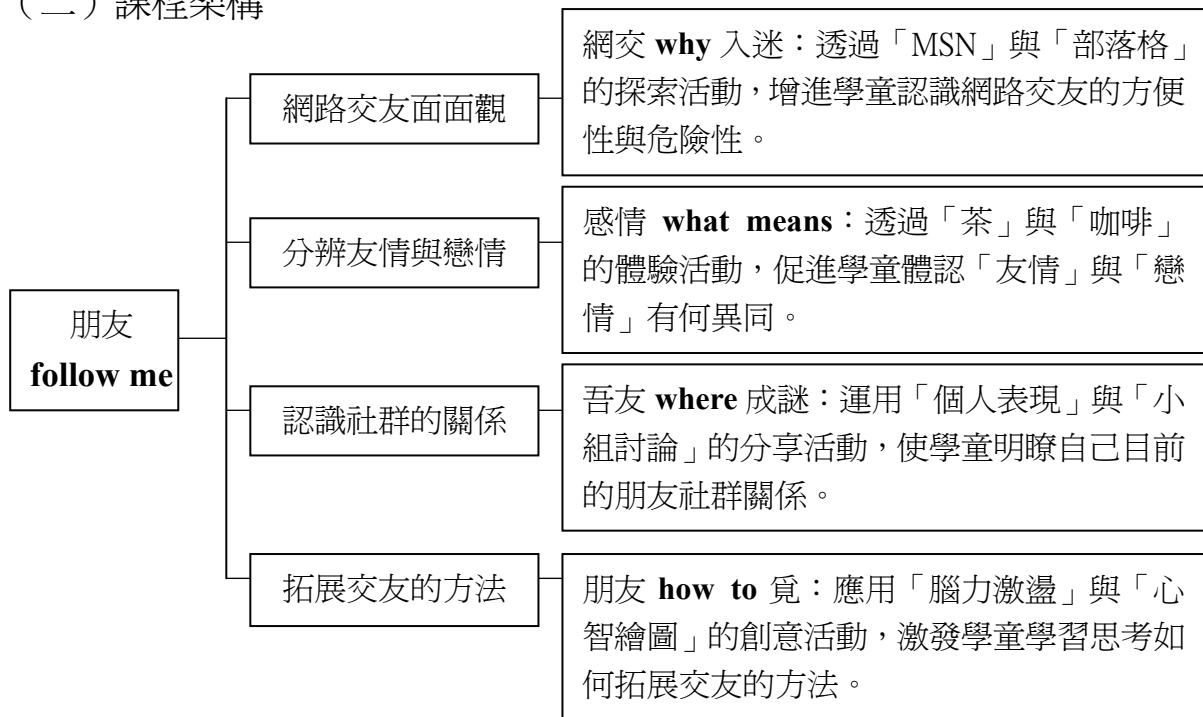 （二）課程架構
網路交友面面觀
網交 why 入迷：透過「MSN」與「部落格」
的探索活動，增進學童認識網路交友的方便
性與危險性。
分辨友情與戀情
感情 what means：透過「茶」與「咖啡」
的體驗活動，促進學童體認「友情」與「戀
情」有何異同。
朋友
follow me
認識社群的關係
吾友 where 成謎：運用「個人表現」與「小
組討論」的分享活動，使學童明瞭自己目前
的朋友社群關係。
拓展交友的方法
朋友 how to 覓：應用「腦力激盪」與「心
智繪圖」的創意活動，激發學童學習思考如
何拓展交友的方法。